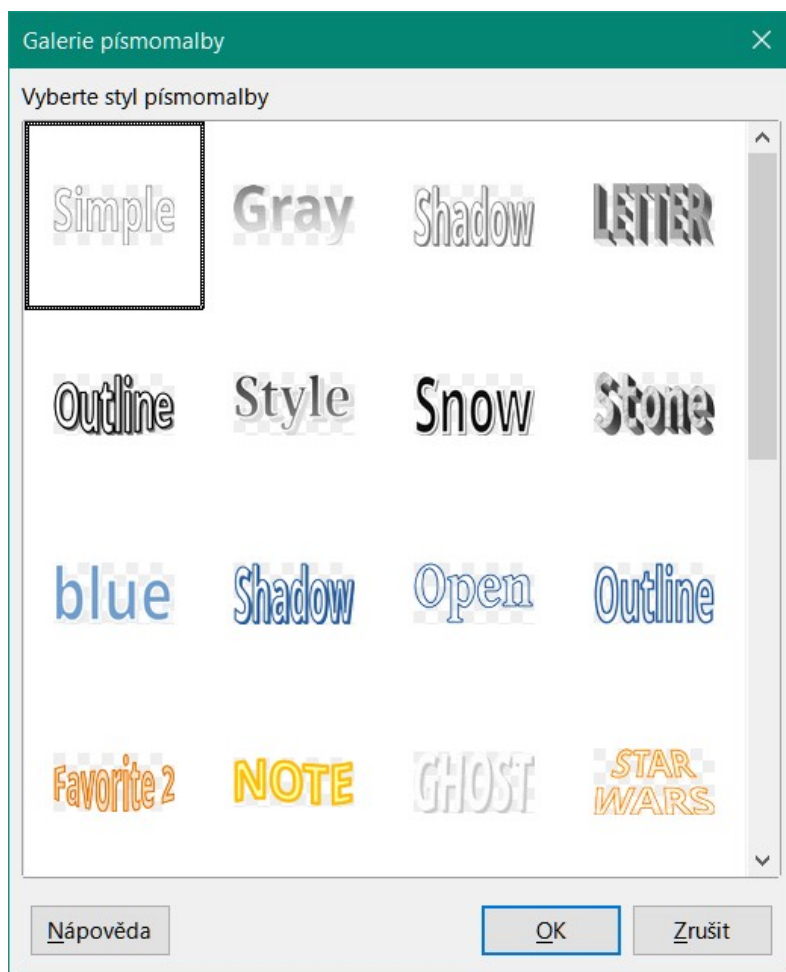 Galerie písmomalby
Vyberte styl písmomalby
Simple Gray Shadow LETTER
Outline Style Snow Stone
blue Shadow Open Outline
Favorite 2 NOTE GHOST STAR WARS
Nápověda OK Zrušit